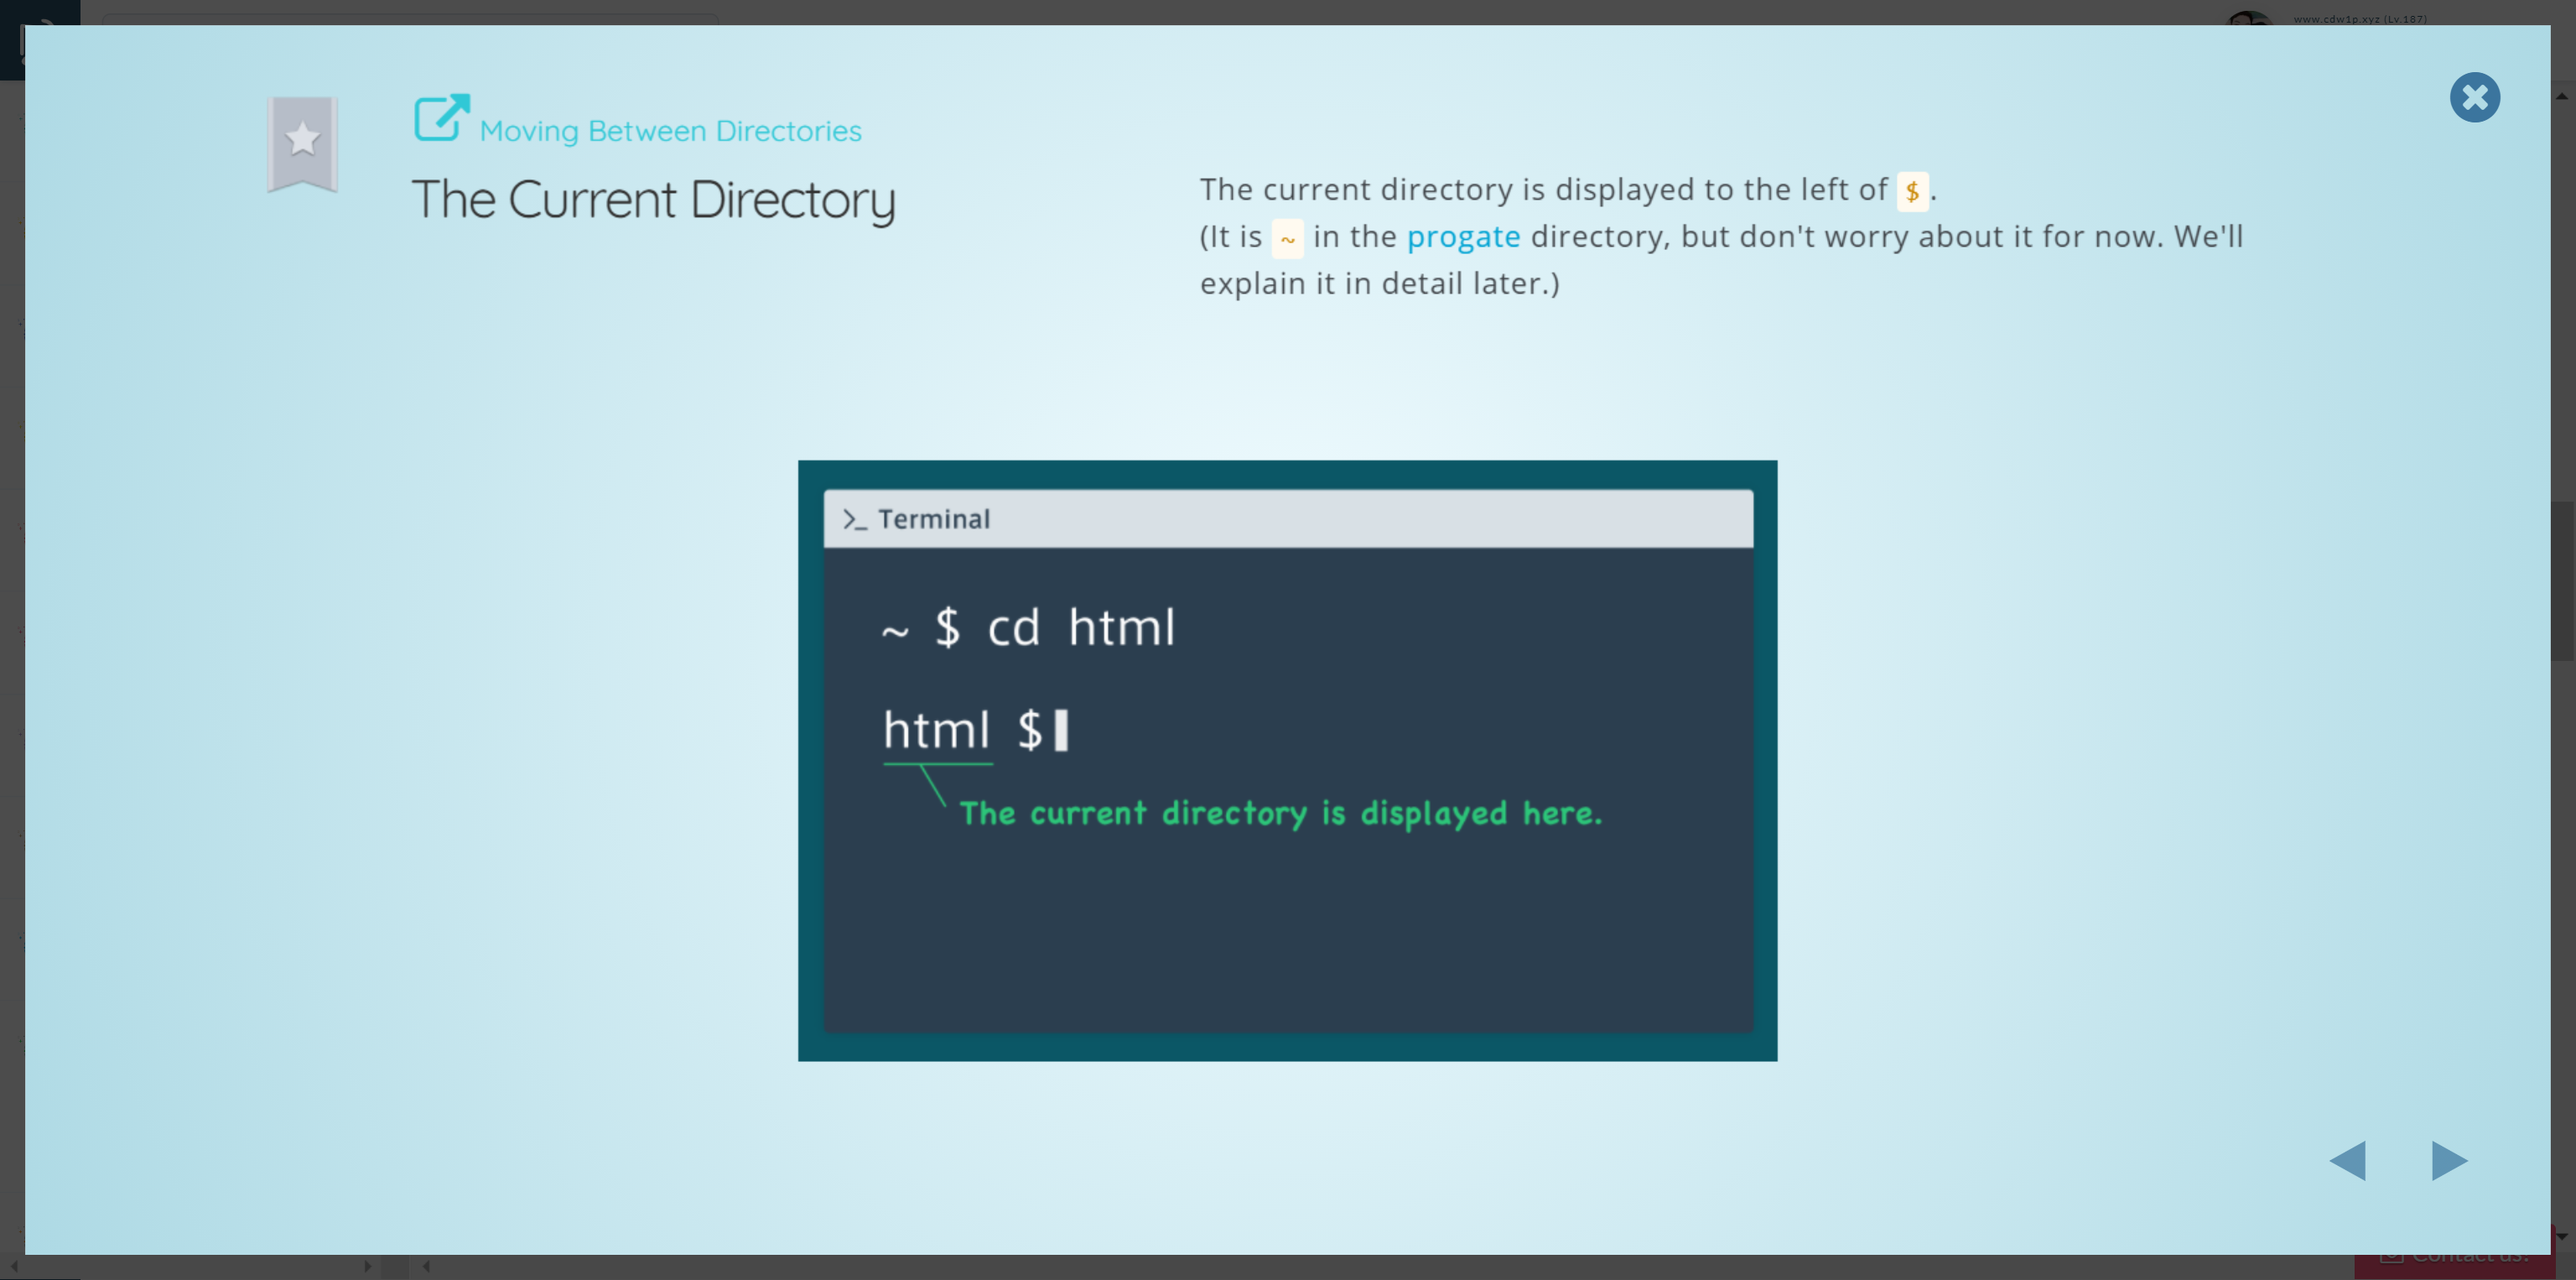 www.cdw1p.xyz (Lv.187)
Moving Between Directories
The Current Directory
The current directory is displayed to the left of $.
(It is ~ in the progate directory, but don't worry about it for now. We'll
explain it in detail later.)
>_ Terminal
~ $ cd html
html $
The current directory is displayed here.
Contact us!